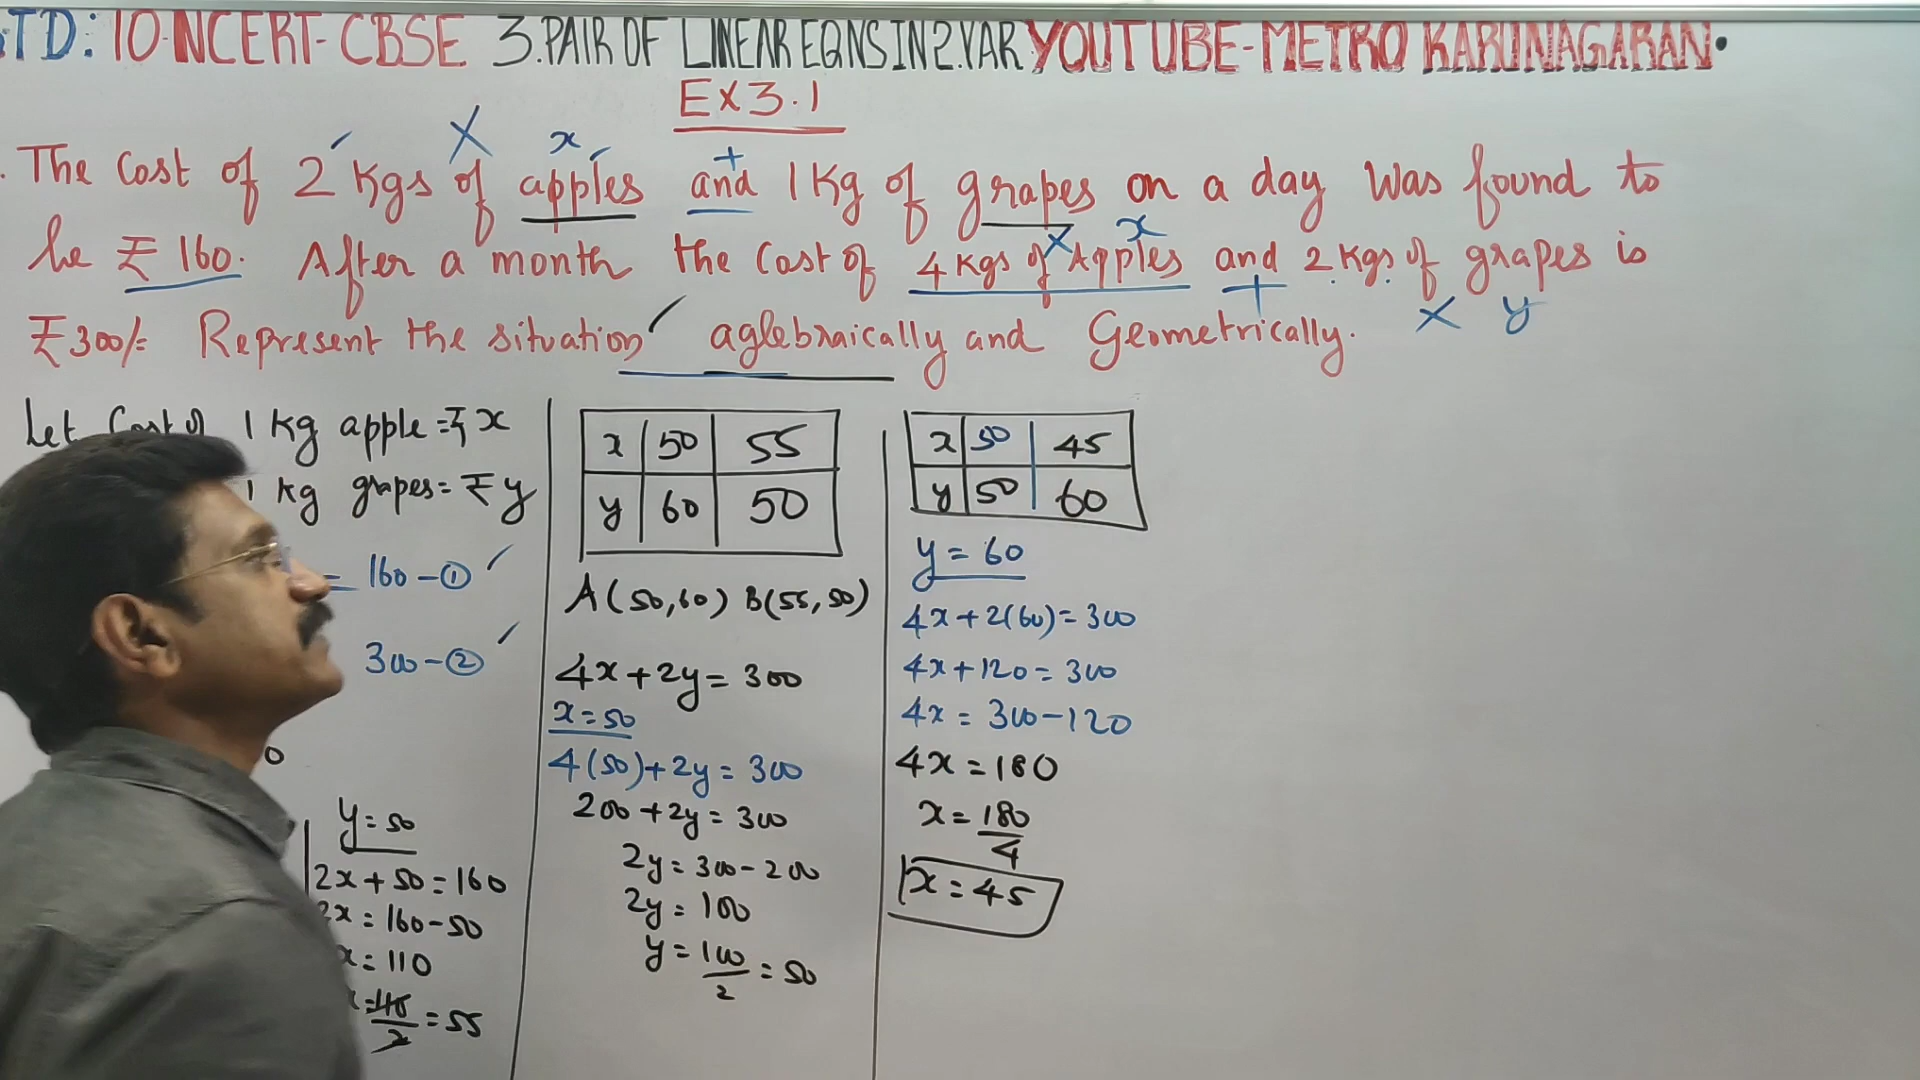 TD: 10-NCERT-CBSE 3.PAIR OF LINEAR EQNS IN 2.VAR YOUTUBE-METRO KARUNAGARAN.
EX 3.1
X x +
The Cost of 2 Kgs of apples and 1 Kg of grapes on a day was found to
x x
be ₹ 160. After a month the Cost of 4 Kgs of Apples and 2 Kgs of grapes is
+ x y
₹300/= Represent the situation aglebraically and Geometrically.
Let Cost of 1 Kg apple = ₹ x
1 Kg grapes = ₹ y
= 160 - ①
300 - ②
0
y = 50
2x + 50 = 160
2x = 160 - 50
x = 110
= 110/2 = 55
x 50 55
y 60 50
A(50,60) B(55,50)
4x + 2y = 300
x = 50
4(50) + 2y = 300
200 + 2y = 300
2y = 300 - 200
2y = 100
y = 100/2 = 50
x 50 45
y 50 60
y = 60
4x + 2(60) = 300
4x + 120 = 300
4x = 300 - 120
4x = 180
x = 180/4
x = 45